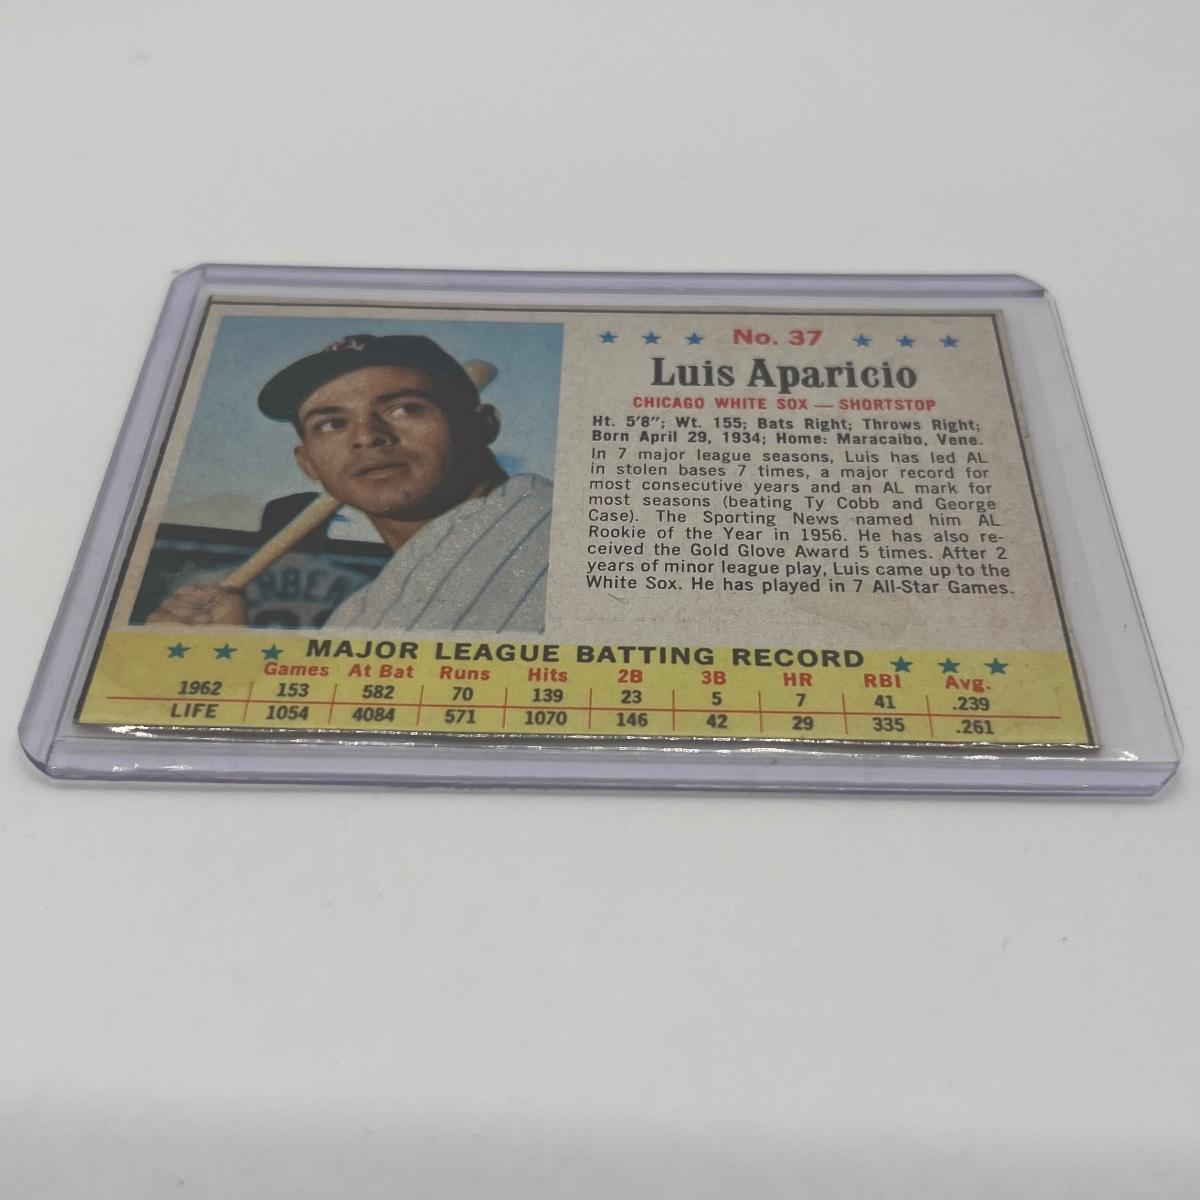 ★ ★ ★ No. 37 ★ ★ ★
Luis Aparicio
CHICAGO WHITE SOX — SHORTSTOP
Ht. 5'8"; Wt. 155; Bats Right; Throws Right;
Born April 29, 1934; Home: Maracaibo, Vene.
In 7 major league seasons, Luis has led AL
in stolen bases 7 times, a major record for
most consecutive years and an AL mark for
most seasons (beating Ty Cobb and George
Case). The Sporting News named him AL
Rookie of the Year in 1956. He has also re-
ceived the Gold Glove Award 5 times. After 2
years of minor league play, Luis came up to the
White Sox. He has played in 7 All-Star Games.
★ ★ ★ MAJOR LEAGUE BATTING RECORD ★ ★ ★
Games At Bat Runs Hits 2B 3B HR RBI Avg.
1962 153 582 70 139 23 5 7 41 .239
LIFE 1054 4084 571 1070 146 42 29 335 .261